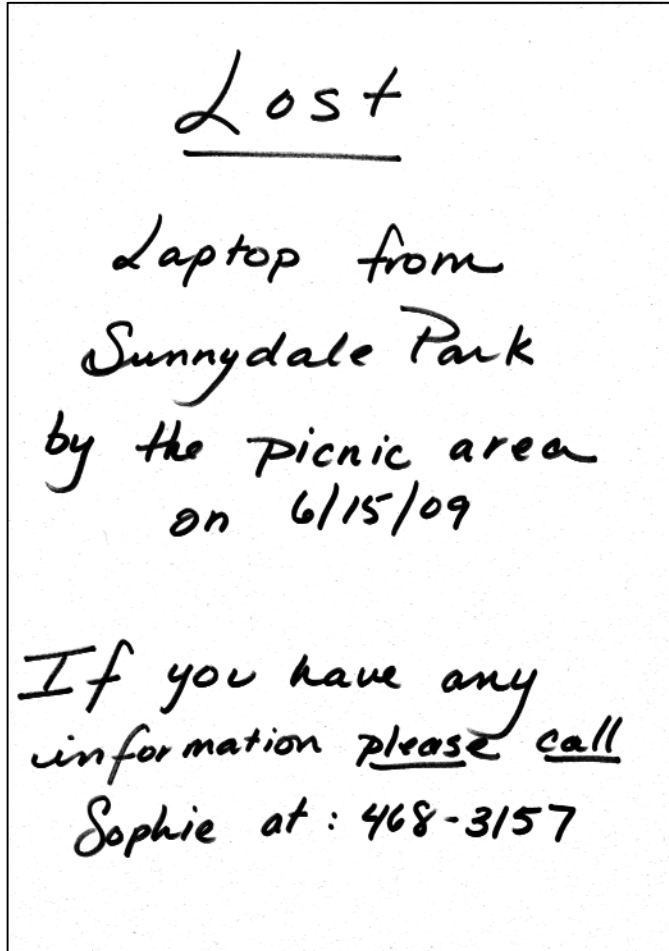 Lost
Laptop from
Sunnydale Park
by the picnic area
on 6/15/09
If you have any
information please call
Sophie at: 468-3157